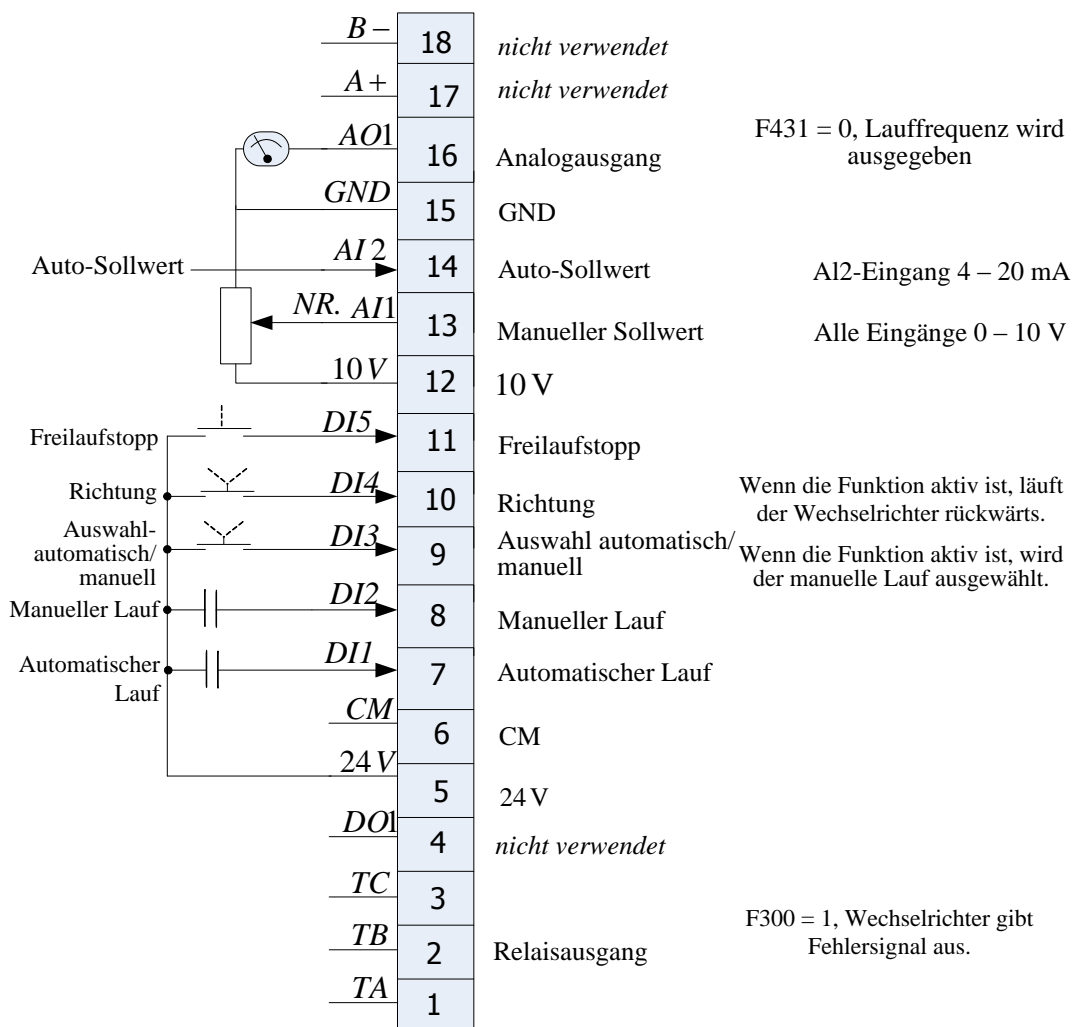 B –
18
nicht verwendet
A+
17
nicht verwendet
AO1
16
Analogausgang
F431 = 0, Lauffrequenz wird
ausgegeben
GND
15
GND
Auto-Sollwert
AI 2
14
Auto-Sollwert
Al2-Eingang 4 – 20 mA
NR. AI1
13
Manueller Sollwert
Alle Eingänge 0 – 10 V
10V
12
10 V
Freilaufstopp
DI5
11
Freilaufstopp
Richtung
DI4
10
Richtung
Wenn die Funktion aktiv ist, läuft
der Wechselrichter rückwärts.
Auswahl-
automatisch/
manuell
DI3
9
Auswahl automatisch/
manuell
Wenn die Funktion aktiv ist, wird
der manuelle Lauf ausgewählt.
Manueller Lauf
DI2
8
Manueller Lauf
Automatischer
Lauf
DI1
7
Automatischer Lauf
CM
6
CM
24V
5
24 V
DO1
4
nicht verwendet
TC
3
TB
2
Relaisausgang
F300 = 1, Wechselrichter gibt
Fehlersignal aus.
TA
1